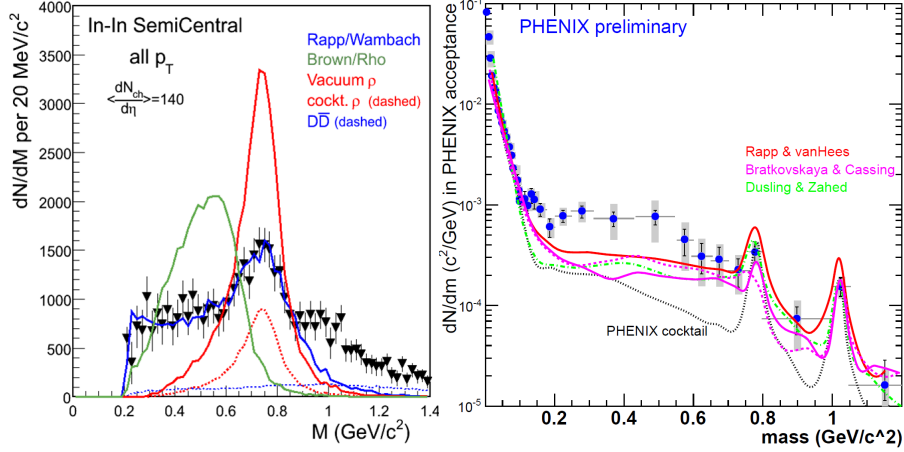 In-In SemiCentral
all pT
<dNch/dη>=140
Rapp/Wambach
Brown/Rho
Vacuum ρ
cockt. ρ (dashed)
DD̅ (dashed)
dN/dM per 20 MeV/c²
4000
3500
3000
2500
2000
1500
1000
500
0
0 0.2 0.4 0.6 0.8 1 1.2 1.4
M (GeV/c²)
PHENIX preliminary
Rapp & vanHees
Bratkovskaya & Cassing
Dusling & Zahed
PHENIX cocktail
dN/dm (c²/GeV) in PHENIX acceptance
10⁻¹
10⁻²
10⁻³
10⁻⁴
10⁻⁵
0.2 0.4 0.6 0.8 1
mass (GeV/c^2)